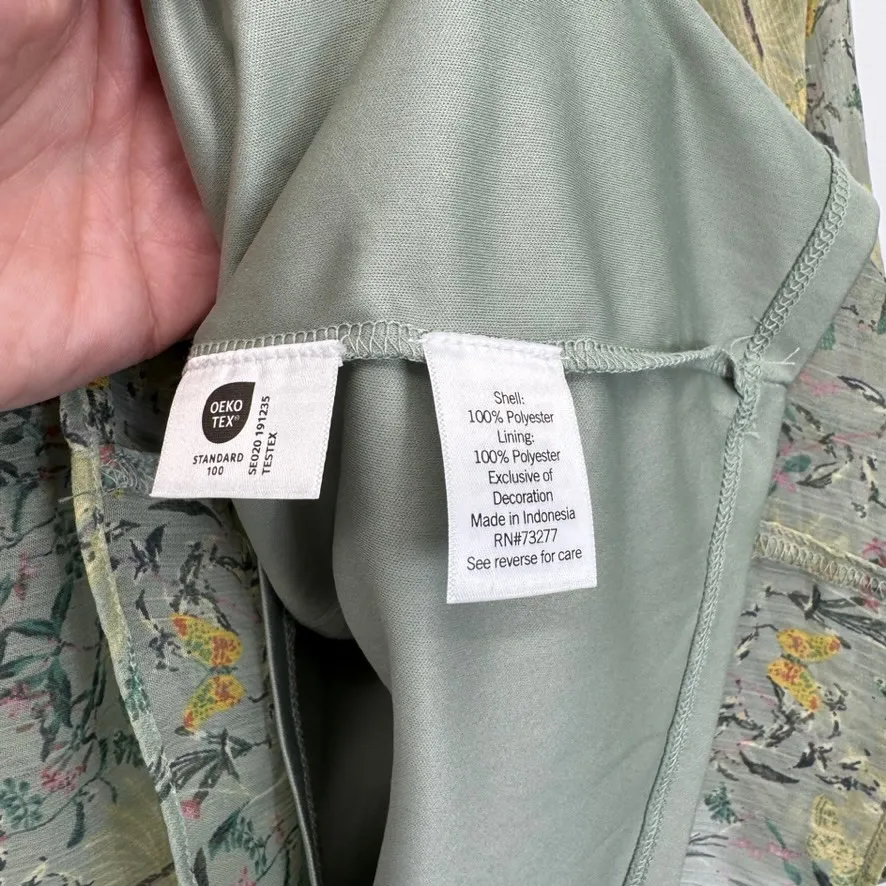 OEKO
TEX®
STANDARD
100
SE020 191235
TESTEX
Shell:
100% Polyester
Lining:
100% Polyester
Exclusive of
Decoration
Made in Indonesia
RN#73277
See reverse for care